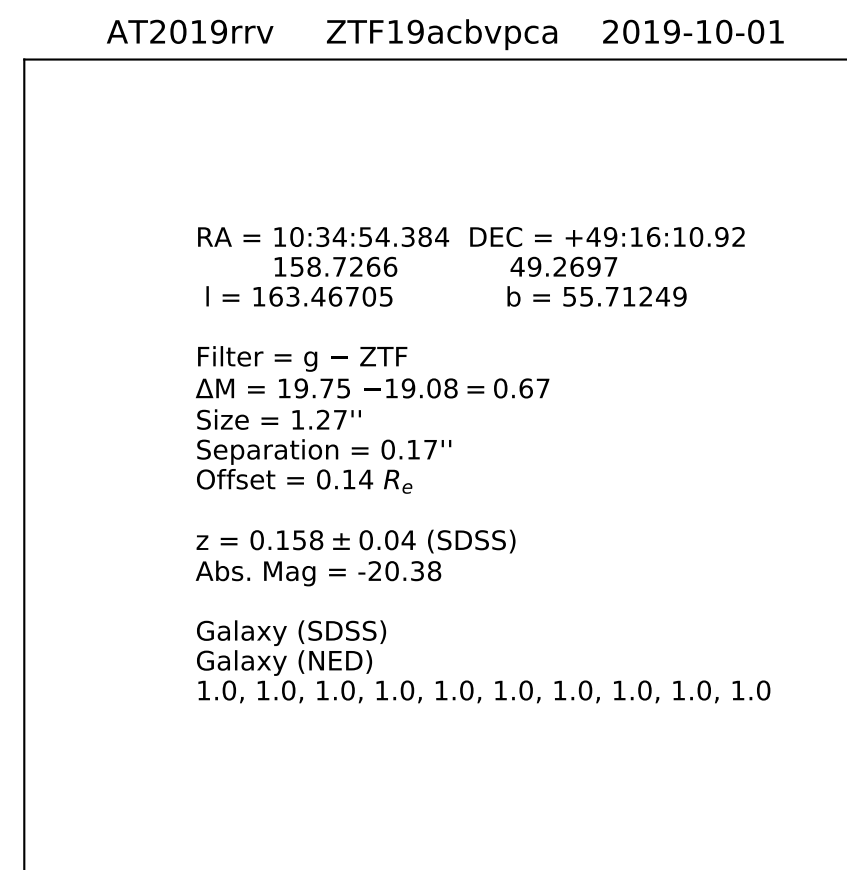 AT2019rrv ZTF19acbvpca 2019-10-01
RA = 10:34:54.384 DEC = +49:16:10.92
158.7266 49.2697
l = 163.46705 b = 55.71249
Filter = g − ZTF
ΔM = 19.75 −19.08 = 0.67
Size = 1.27''
Separation = 0.17''
Offset = 0.14 Re
z = 0.158 ± 0.04 (SDSS)
Abs. Mag = -20.38
Galaxy (SDSS)
Galaxy (NED)
1.0, 1.0, 1.0, 1.0, 1.0, 1.0, 1.0, 1.0, 1.0, 1.0